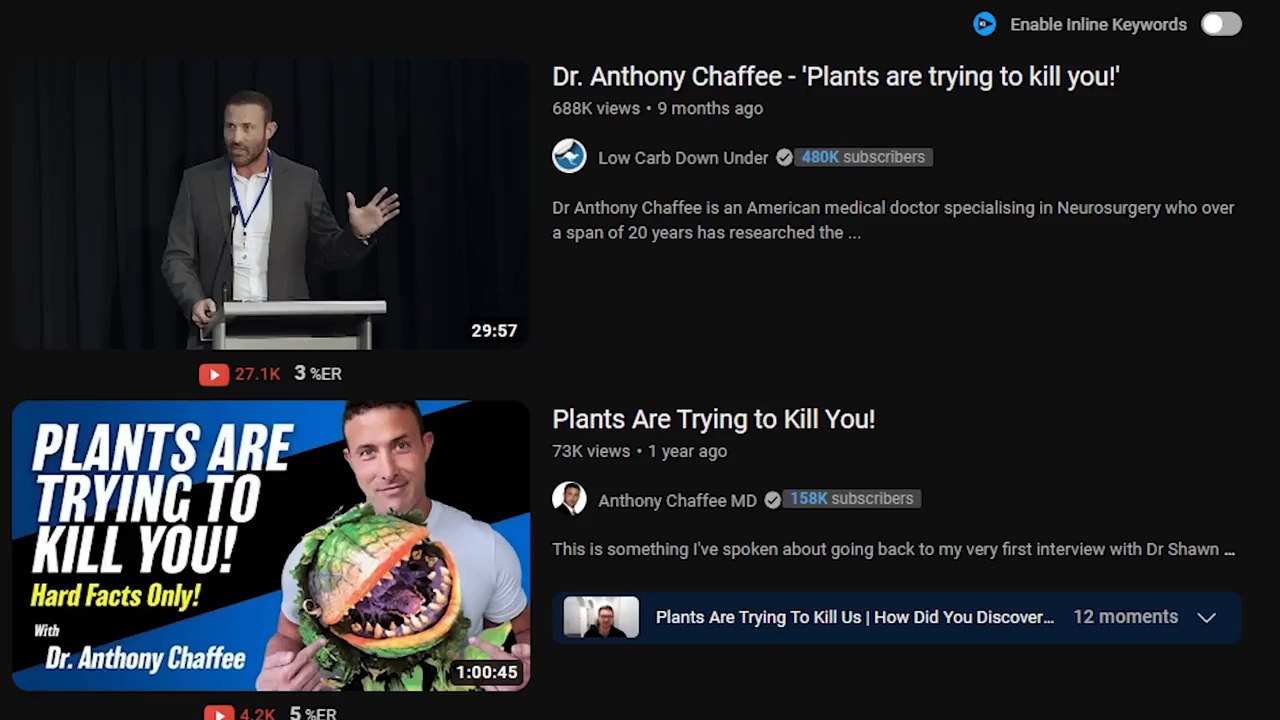 Enable Inline Keywords
Dr. Anthony Chaffee - 'Plants are trying to kill you!'
688K views • 9 months ago
Low Carb Down Under 480K subscribers
Dr Anthony Chaffee is an American medical doctor specialising in Neurosurgery who over
a span of 20 years has researched the ...
29:57
27.1K 3 %ER
PLANTS ARE
TRYING TO
KILL YOU!
Hard Facts Only!
With
Dr. Anthony Chaffee
1:00:45
Plants Are Trying to Kill You!
73K views • 1 year ago
Anthony Chaffee MD 158K subscribers
This is something I've spoken about going back to my very first interview with Dr Shawn ...
Plants Are Trying To Kill Us | How Did You Discover... 12 moments
4.2K 5 %ER